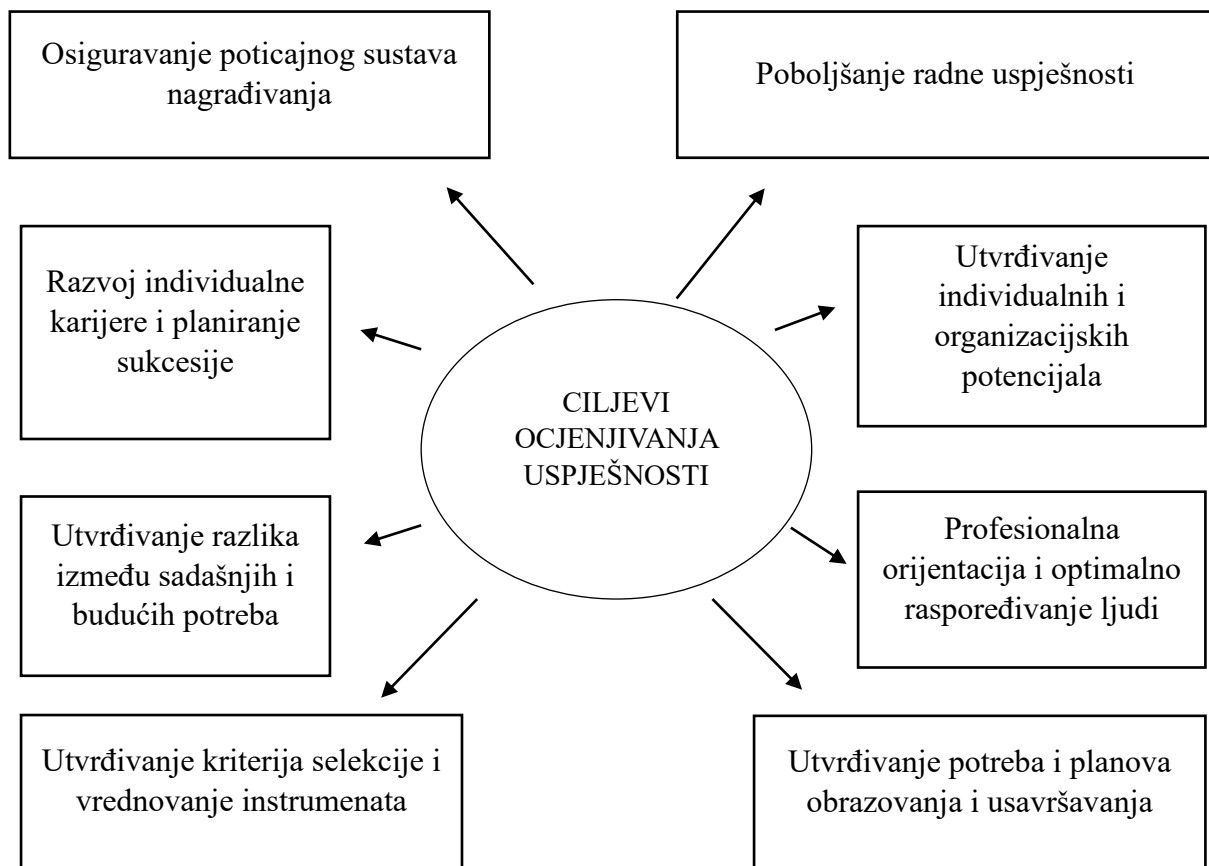 Osiguravanje poticajnog sustava
nagrađivanja
Poboljšanje radne uspješnosti
Razvoj individualne
karijere i planiranje
sukcesije
Utvrđivanje
individualnih i
organizacijskih
potencijala
CILJEVI
OCJENJIVANJA
USPJEŠNOSTI
Utvrđivanje razlika
između sadašnjih i
budućih potreba
Profesionalna
orijentacija i optimalno
raspoređivanje ljudi
Utvrđivanje kriterija selekcije i
vrednovanje instrumenata
Utvrđivanje potreba i planova
obrazovanja i usavršavanja